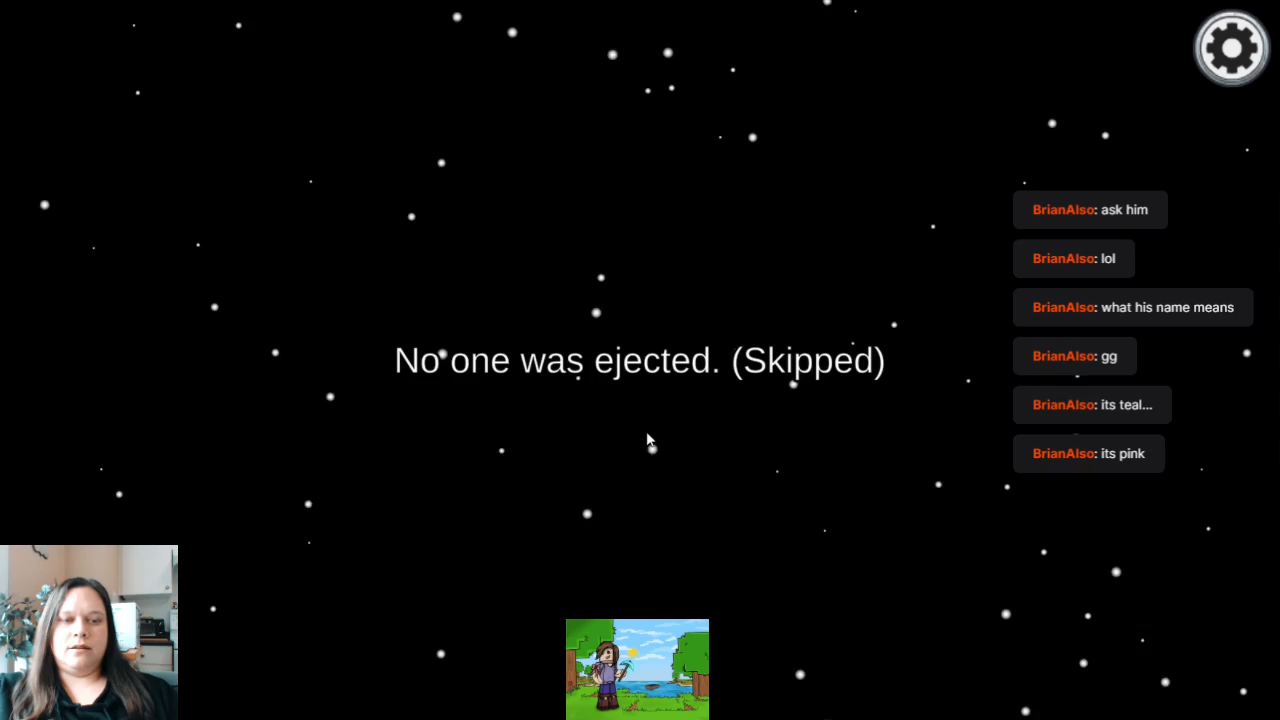 BrianAlso: ask him
BrianAlso: lol
BrianAlso: what his name means
No one was ejected. (Skipped)
BrianAlso: gg
BrianAlso: its teal...
BrianAlso: its pink